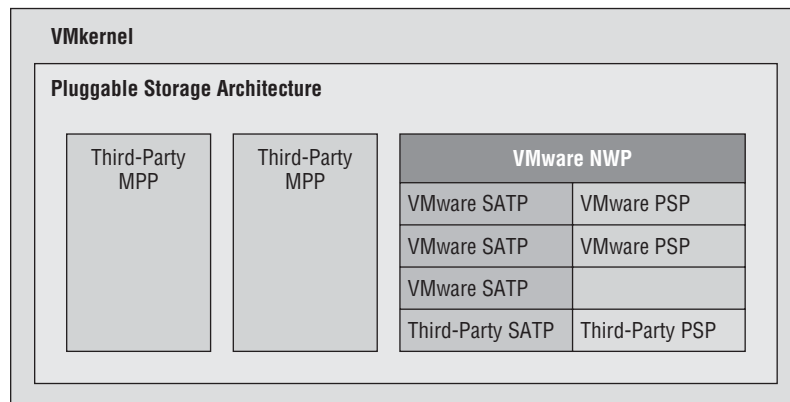 VMkernel
Pluggable Storage Architecture
Third-Party
MPP
Third-Party
MPP
VMware NWP
VMware SATP
VMware PSP
VMware SATP
VMware PSP
VMware SATP
Third-Party SATP
Third-Party PSP